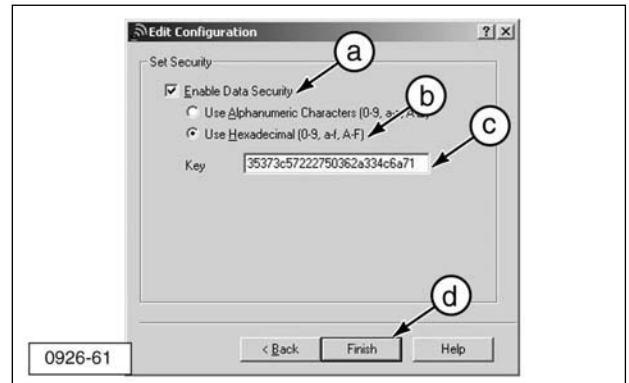 Edit Configuration
a
Set Security
Enable Data Security
b
Use Alphanumeric Characters (0-9,
Use Hexadecimal (0-9, a-f, A-F)
c
Key 35373c57222750362a334c6a71
d
0926-61
< Back Finish Help